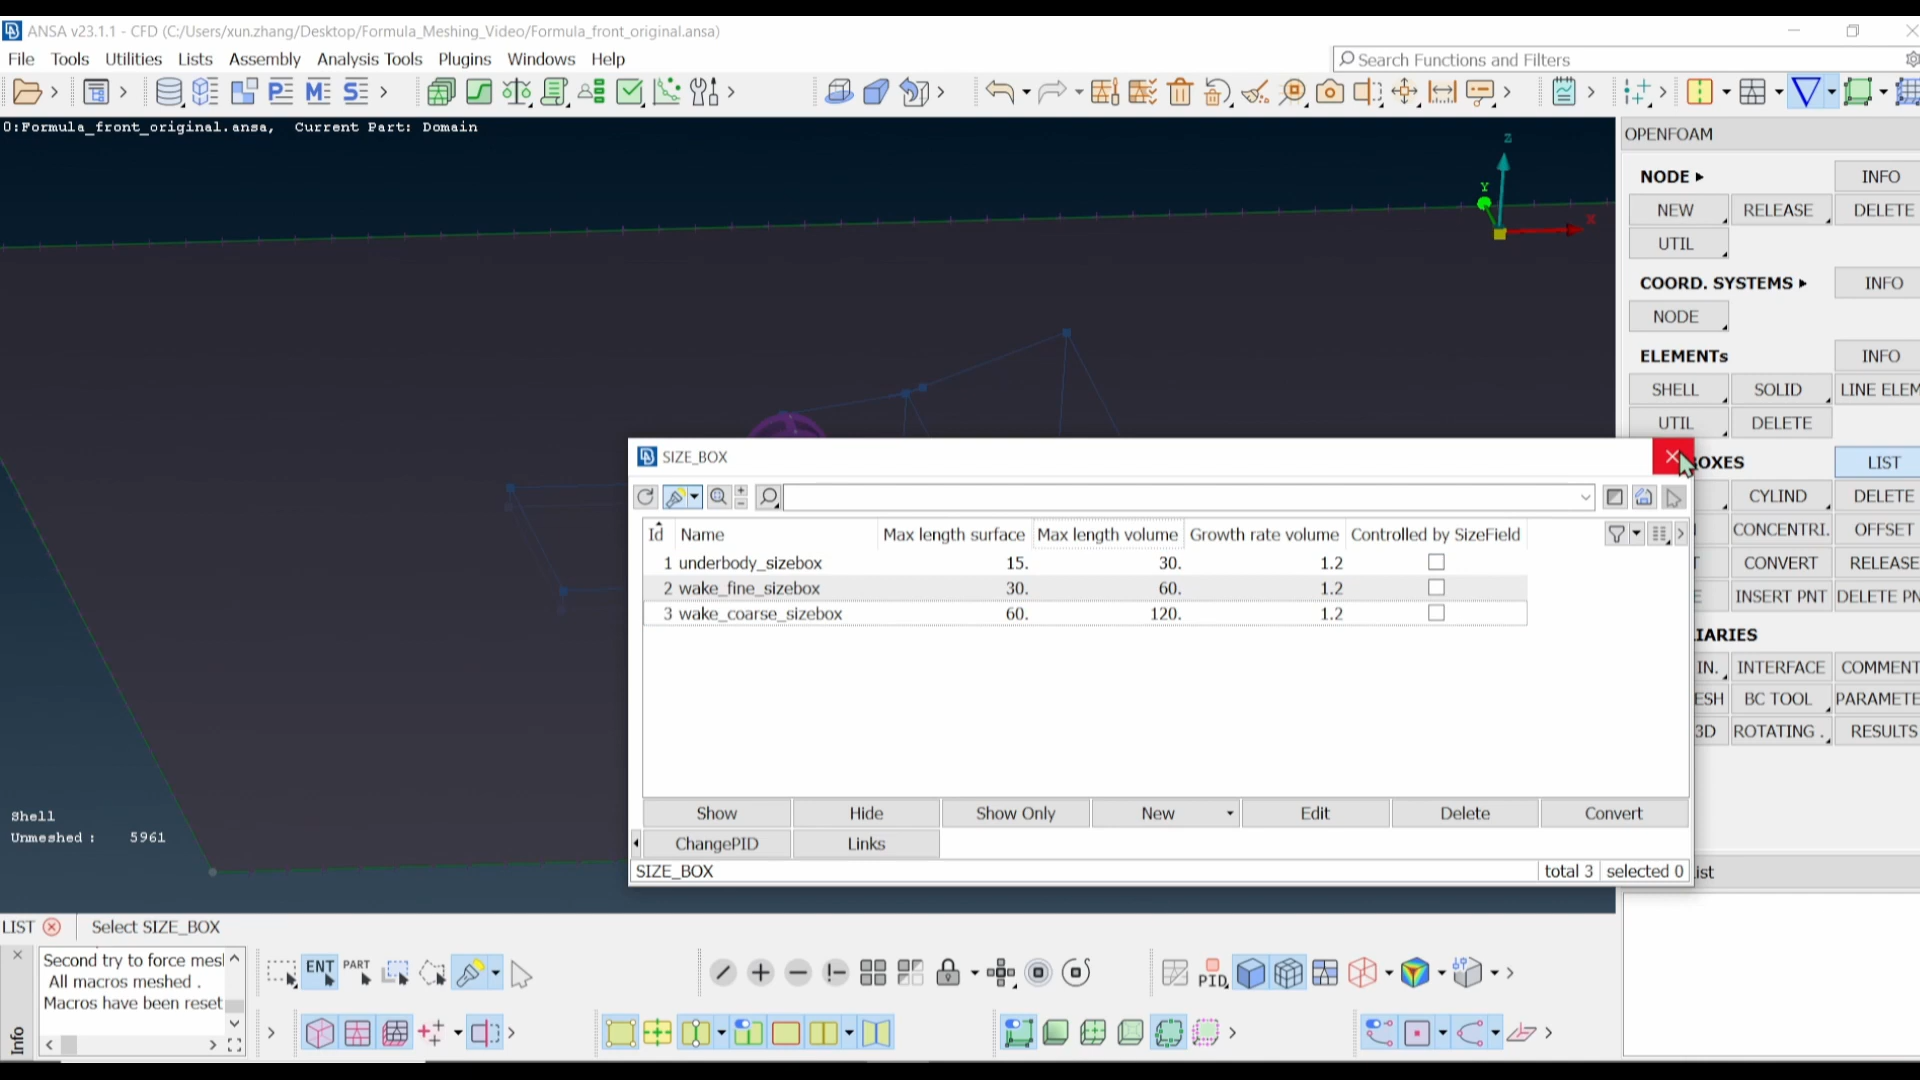 ANSA v23.1.1 - CFD (C:/Users/xun.zhang/Desktop/Formula_Meshing_Video/Formula_front_original.ansa)
File Tools Utilities Lists Assembly Analysis Tools Plugins Windows Help
Search Functions and Filters
0:Formula_front_original.ansa, Current Part: Domain
Z
Y
X
OPENFOAM
NODE INFO
NEW RELEASE DELETE
UTIL
COORD. SYSTEMS INFO
NODE
ELEMENTs INFO
SHELL SOLID LINE ELEM
UTIL DELETE
OXES LIST
CYLIND DELETE
CONCENTRI. OFFSET
CONVERT RELEASE
INSERT PNT DELETE PN
IARIES
IN. INTERFACE COMMENT
ESH BC TOOL PARAMETE
3D ROTATING . RESULTS
ist
SIZE_BOX
Id Name Max length surface Max length volume Growth rate volume Controlled by SizeField
1 underbody_sizebox 15. 30. 1.2
2 wake_fine_sizebox 30. 60. 1.2
3 wake_coarse_sizebox 60. 120. 1.2
Show Hide Show Only New Edit Delete Convert
ChangePID Links
SIZE_BOX total 3 selected 0
Shell
Unmeshed : 5961
LIST Select SIZE_BOX
Second try to force mesl
All macros meshed .
Macros have been reset
Info
ENT PART PID